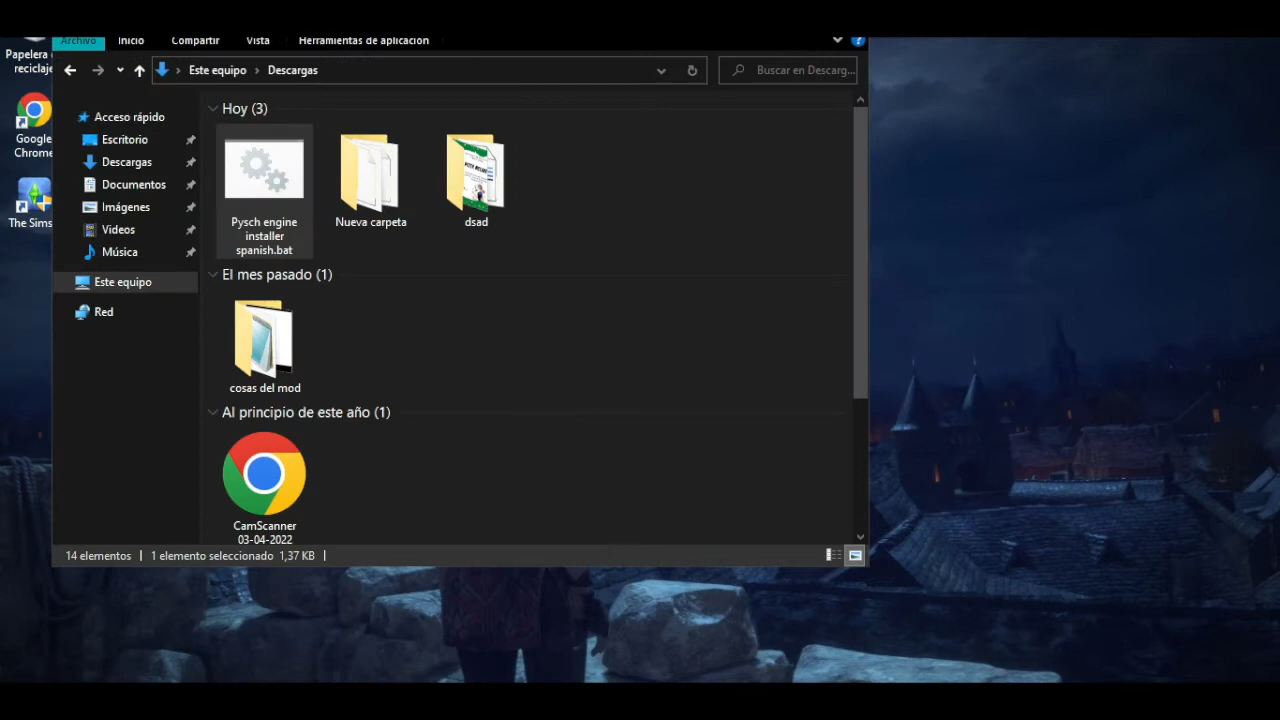 Papelera
reciclaje
Google
Chrome
The Sims
Archivo Inicio Compartir Vista Herramientas de aplicación
Este equipo Descargas
Buscar en Descarg...
Acceso rápido
Escritorio
Descargas
Documentos
Imágenes
Videos
Música
Este equipo
Red
Hoy (3)
Pysch engine
installer
spanish.bat
Nueva carpeta
dsad
El mes pasado (1)
cosas del mod
Al principio de este año (1)
CamScanner
03-04-2022
14 elementos 1 elemento seleccionado 1,37 KB